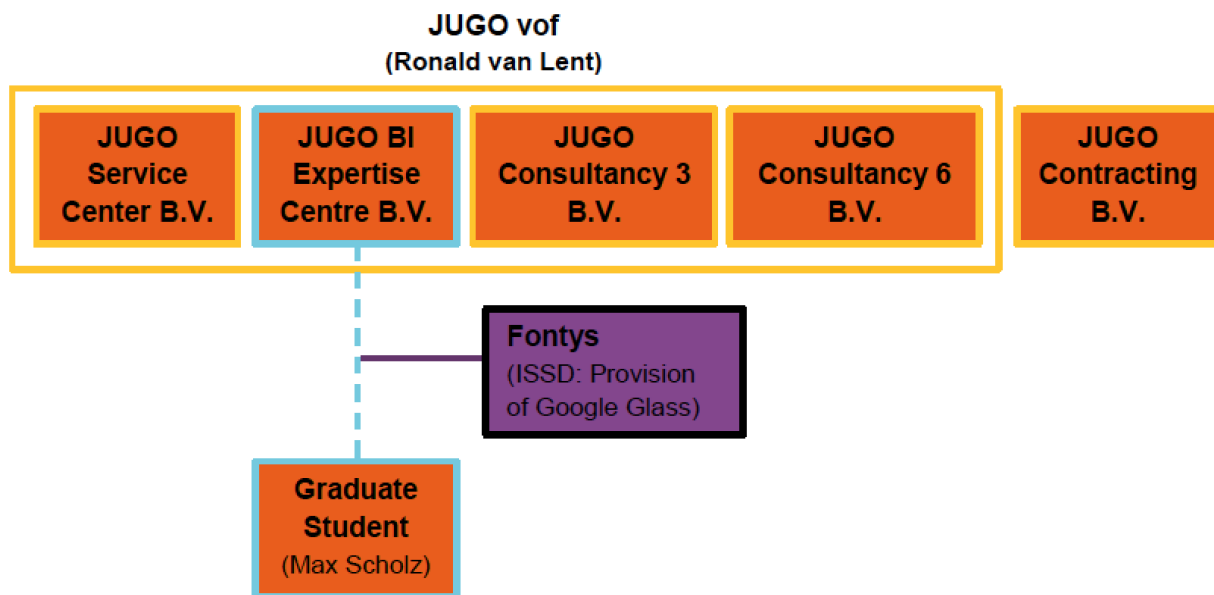 JUGO vof
(Ronald van Lent)
JUGO
Service
Center B.V.
JUGO BI
Expertise
Centre B.V.
JUGO
Consultancy 3
B.V.
JUGO
Consultancy 6
B.V.
JUGO
Contracting
B.V.
Fontys
(ISSD: Provision
of Google Glass)
Graduate
Student
(Max Scholz)